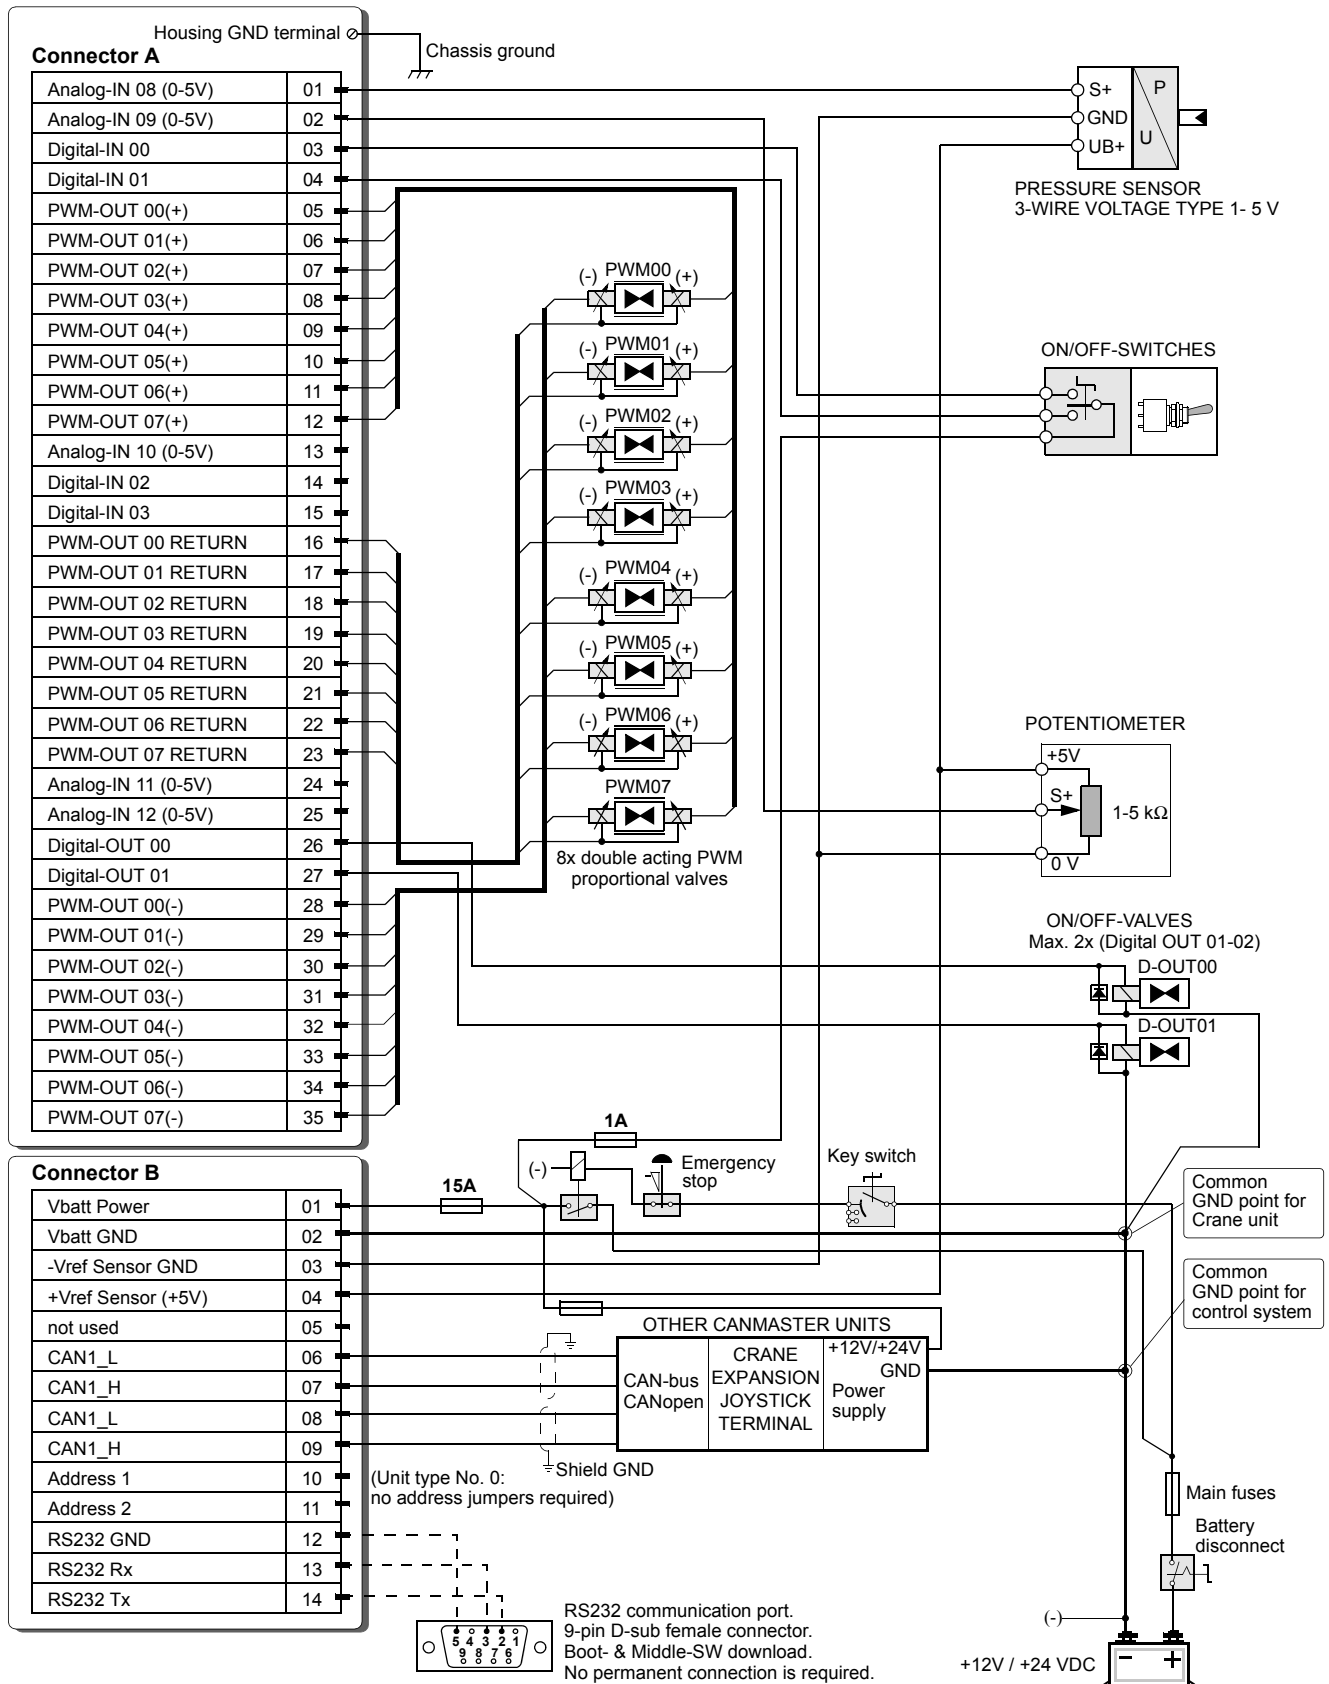 Housing GND terminal
Chassis ground
Connector A
Analog-IN 08 (0-5V) 01
Analog-IN 09 (0-5V) 02
Digital-IN 00 03
Digital-IN 01 04
PWM-OUT 00(+) 05
PWM-OUT 01(+) 06
PWM-OUT 02(+) 07
PWM-OUT 03(+) 08
PWM-OUT 04(+) 09
PWM-OUT 05(+) 10
PWM-OUT 06(+) 11
PWM-OUT 07(+) 12
Analog-IN 10 (0-5V) 13
Digital-IN 02 14
Digital-IN 03 15
PWM-OUT 00 RETURN 16
PWM-OUT 01 RETURN 17
PWM-OUT 02 RETURN 18
PWM-OUT 03 RETURN 19
PWM-OUT 04 RETURN 20
PWM-OUT 05 RETURN 21
PWM-OUT 06 RETURN 22
PWM-OUT 07 RETURN 23
Analog-IN 11 (0-5V) 24
Analog-IN 12 (0-5V) 25
Digital-OUT 00 26
Digital-OUT 01 27
PWM-OUT 00(-) 28
PWM-OUT 01(-) 29
PWM-OUT 02(-) 30
PWM-OUT 03(-) 31
PWM-OUT 04(-) 32
PWM-OUT 05(-) 33
PWM-OUT 06(-) 34
PWM-OUT 07(-) 35
(-) PWM00 (+)
(-) PWM01 (+)
(-) PWM02 (+)
(-) PWM03 (+)
(-) PWM04 (+)
(-) PWM05 (+)
(-) PWM06 (+)
PWM07
8x double acting PWM
proportional valves
S+
GND
UB+
P
U
PRESSURE SENSOR
3-WIRE VOLTAGE TYPE 1- 5 V
ON/OFF-SWITCHES
POTENTIOMETER
+5V
S+
1-5 kΩ
0 V
ON/OFF-VALVES
Max. 2x (Digital OUT 01-02)
D-OUT00
D-OUT01
1A
15A
(-)
Emergency
stop
Key switch
Common
GND point for
Crane unit
Common
GND point for
control system
Connector B
Vbatt Power 01
Vbatt GND 02
-Vref Sensor GND 03
+Vref Sensor (+5V) 04
not used 05
CAN1_L 06
CAN1_H 07
CAN1_L 08
CAN1_H 09
Address 1 10
Address 2 11
RS232 GND 12
RS232 Rx 13
RS232 Tx 14
OTHER CANMASTER UNITS
CAN-bus
CANopen
CRANE
EXPANSION
JOYSTICK
TERMINAL
+12V/+24V
GND
Power
supply
Shield GND
(Unit type No. 0:
no address jumpers required)
Main fuses
Battery
disconnect
5 4 3 2 1
9 8 7 6
RS232 communication port.
9-pin D-sub female connector.
Boot- & Middle-SW download.
No permanent connection is required.
(-)
+12V / +24 VDC
- +